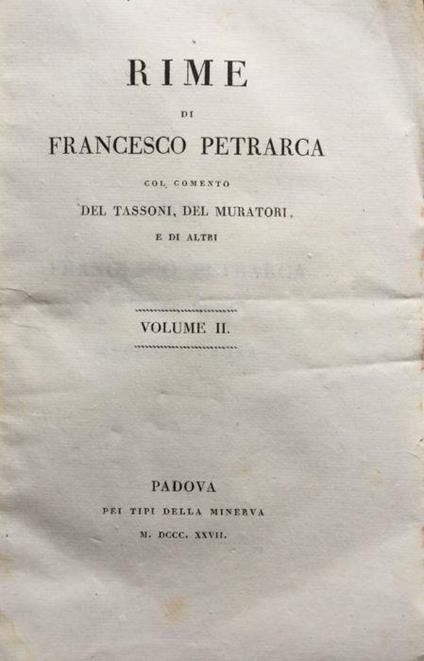 RIME
DI
FRANCESCO PETRARCA
COL COMENTO
DEL TASSONI, DEL MURATORI,
E DI ALTRI
VOLUME II.
PADOVA
PEI TIPI DELLA MINERVA
M. DCCC. XXVII.